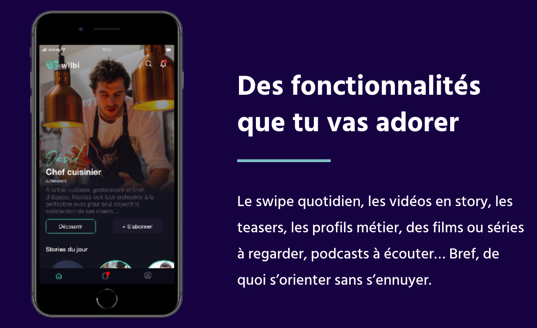 wilbi
David
Chef cuisinier
Découvrir
+ S'abonner
Stories du jour
Des fonctionnalités
que tu vas adorer
Le swipe quotidien, les vidéos en story, les
teasers, les profils métier, des films ou séries
à regarder, podcasts à écouter… Bref, de
quoi s'orienter sans s'ennuyer.